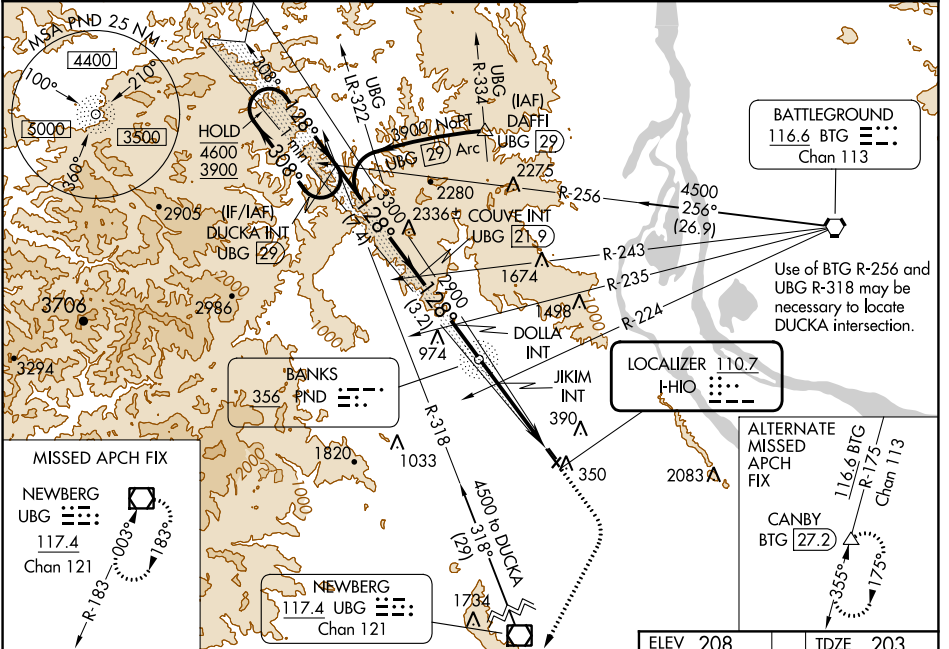 MSA PND 25 NM
4400
100°
210°
5000
3500
360°
308°
128°
1 min
308°
HOLD
4600
3900
UBG
LR-322
UBG
R-334
(IAF)
DAFFI
UBG 29
3900 NoPT
UBG 29 Arc
(IF/IAF)
DUCKA INT
UBG 29
2905
2280
2275
3300
2336±
128°
(7.4)
COUVE INT
UBG 21.9
BATTLEGROUND
116.6 BTG
Chan 113
R-256
4500
256°
(26.9)
R-243
R-235
R-224
1674
1498
1000
Use of BTG R-256 and
UBG R-318 may be
necessary to locate
DUCKA intersection.
3706
2986
3294
1000
2900
128°
(3.2)
974
DOLLA
INT
JIKIM
INT
BANKS
356 PND
LOCALIZER 110.7
I-HIO
390
350
2083
R-318
1033
1820
1000
MISSED APCH FIX
NEWBERG
UBG
117.4
Chan 121
003°
183°
R-183
4500 to DUCKA
318°
(29)
NEWBERG
117.4 UBG
Chan 121
1734
ALTERNATE
MISSED
APCH
FIX
116.6 BTG
R-175
Chan 113
CANBY
BTG 27.2
355°
175°
ELEV 208
TDZE 203